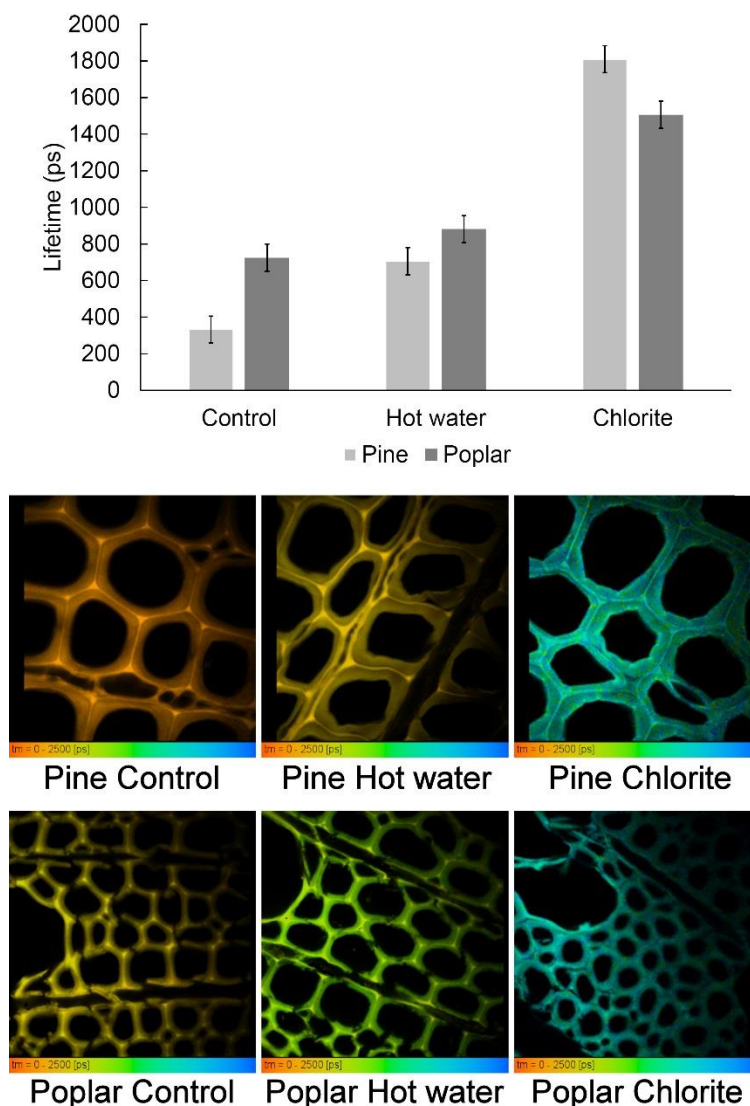 2000
1800
1600
1400
1200
1000
800
600
400
200
0
Lifetime (ps)
Control Hot water Chlorite
Pine Poplar
tm = 0 - 2500 [ps] tm = 0 - 2500 [ps] tm = 0 - 2500 [ps]
Pine Control Pine Hot water Pine Chlorite
tm = 0 - 2500 [ps] tm = 0 - 2500 [ps] tm = 0 - 2500 [ps]
Poplar Control Poplar Hot water Poplar Chlorite